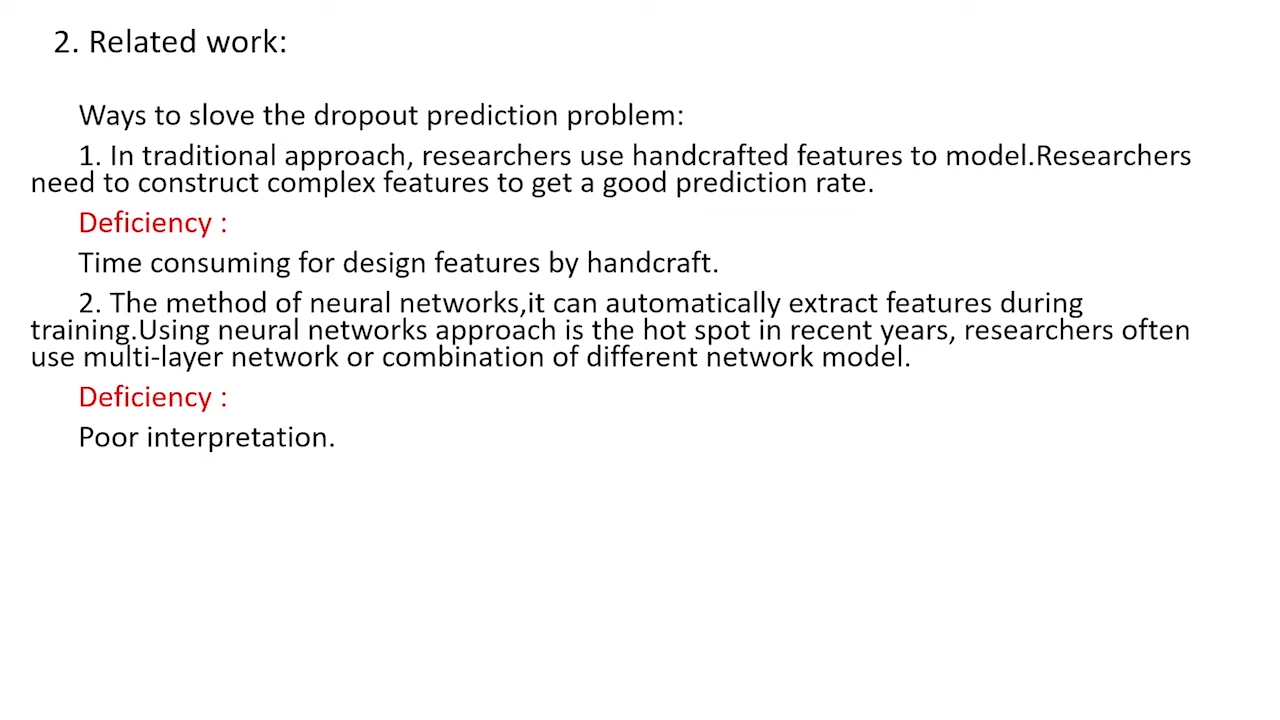 2. Related work:
Ways to slove the dropout prediction problem:
1. In traditional approach, researchers use handcrafted features to model.Researchers
need to construct complex features to get a good prediction rate.
Deficiency :
Time consuming for design features by handcraft.
2. The method of neural networks,it can automatically extract features during
training.Using neural networks approach is the hot spot in recent years, researchers often
use multi-layer network or combination of different network model.
Deficiency :
Poor interpretation.